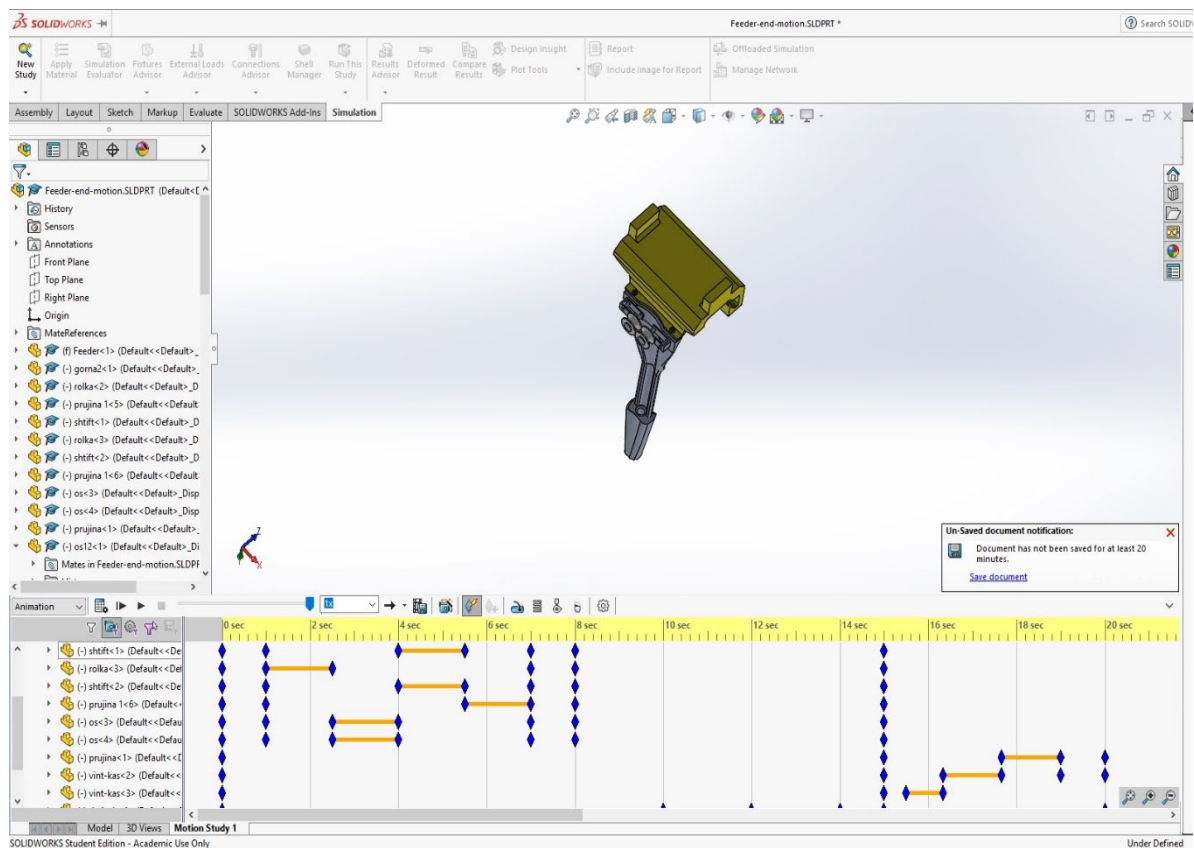 SOLIDWORKS
Feeder-end-motion.SLDPRT *
Search SOLID
New Study
Apply Material
Simulation Evaluator
Fixtures Advisor
External Loads Advisor
Connections Advisor
Shell Manager
Run This Study
Results Advisor
Deformed Result
Compare Results
Design Insight
Plot Tools
Report
Include Image for Report
Offloaded Simulation
Manage Network
Assembly Layout Sketch Markup Evaluate SOLIDWORKS Add-Ins Simulation
Feeder-end-motion.SLDPRT (Default<
History
Sensors
Annotations
Front Plane
Top Plane
Right Plane
Origin
MateReferences
(f) Feeder<1> (Default<<Default>_
(-) gorna2<1> (Default<<Default>_
(-) rolka<2> (Default<<Default>_D
(-) prujina 1<5> (Default<<Default
(-) shtift<1> (Default<<Default>_D
(-) rolka<3> (Default<<Default>_D
(-) shtift<2> (Default<<Default>_D
(-) prujina 1<6> (Default<<Default
(-) os<3> (Default<<Default>_Disp
(-) os<4> (Default<<Default>_Disp
(-) prujina<1> (Default<<Default>_
(-) os12<1> (Default<<Default>_Di
Mates in Feeder-end-motion.SLDPF
Z
X
Un-Saved document notification:
Document has not been saved for at least 20
minutes.
Save document
Animation 1x
0 sec 2 sec 4 sec 6 sec 8 sec 10 sec 12 sec 14 sec 16 sec 18 sec 20 sec
(-) shtift<1> (Default<<De
(-) rolka<3> (Default<<Def
(-) shtift<2> (Default<<De
(-) prujina 1<6> (Default<
(-) os<3> (Default<<Defau
(-) os<4> (Default<<Defau
(-) prujina<1> (Default<<D
(-) vint-kas<2> (Default<<
(-) vint-kas<3> (Default<<
Model 3D Views Motion Study 1
SOLIDWORKS Student Edition - Academic Use Only
Under Defined